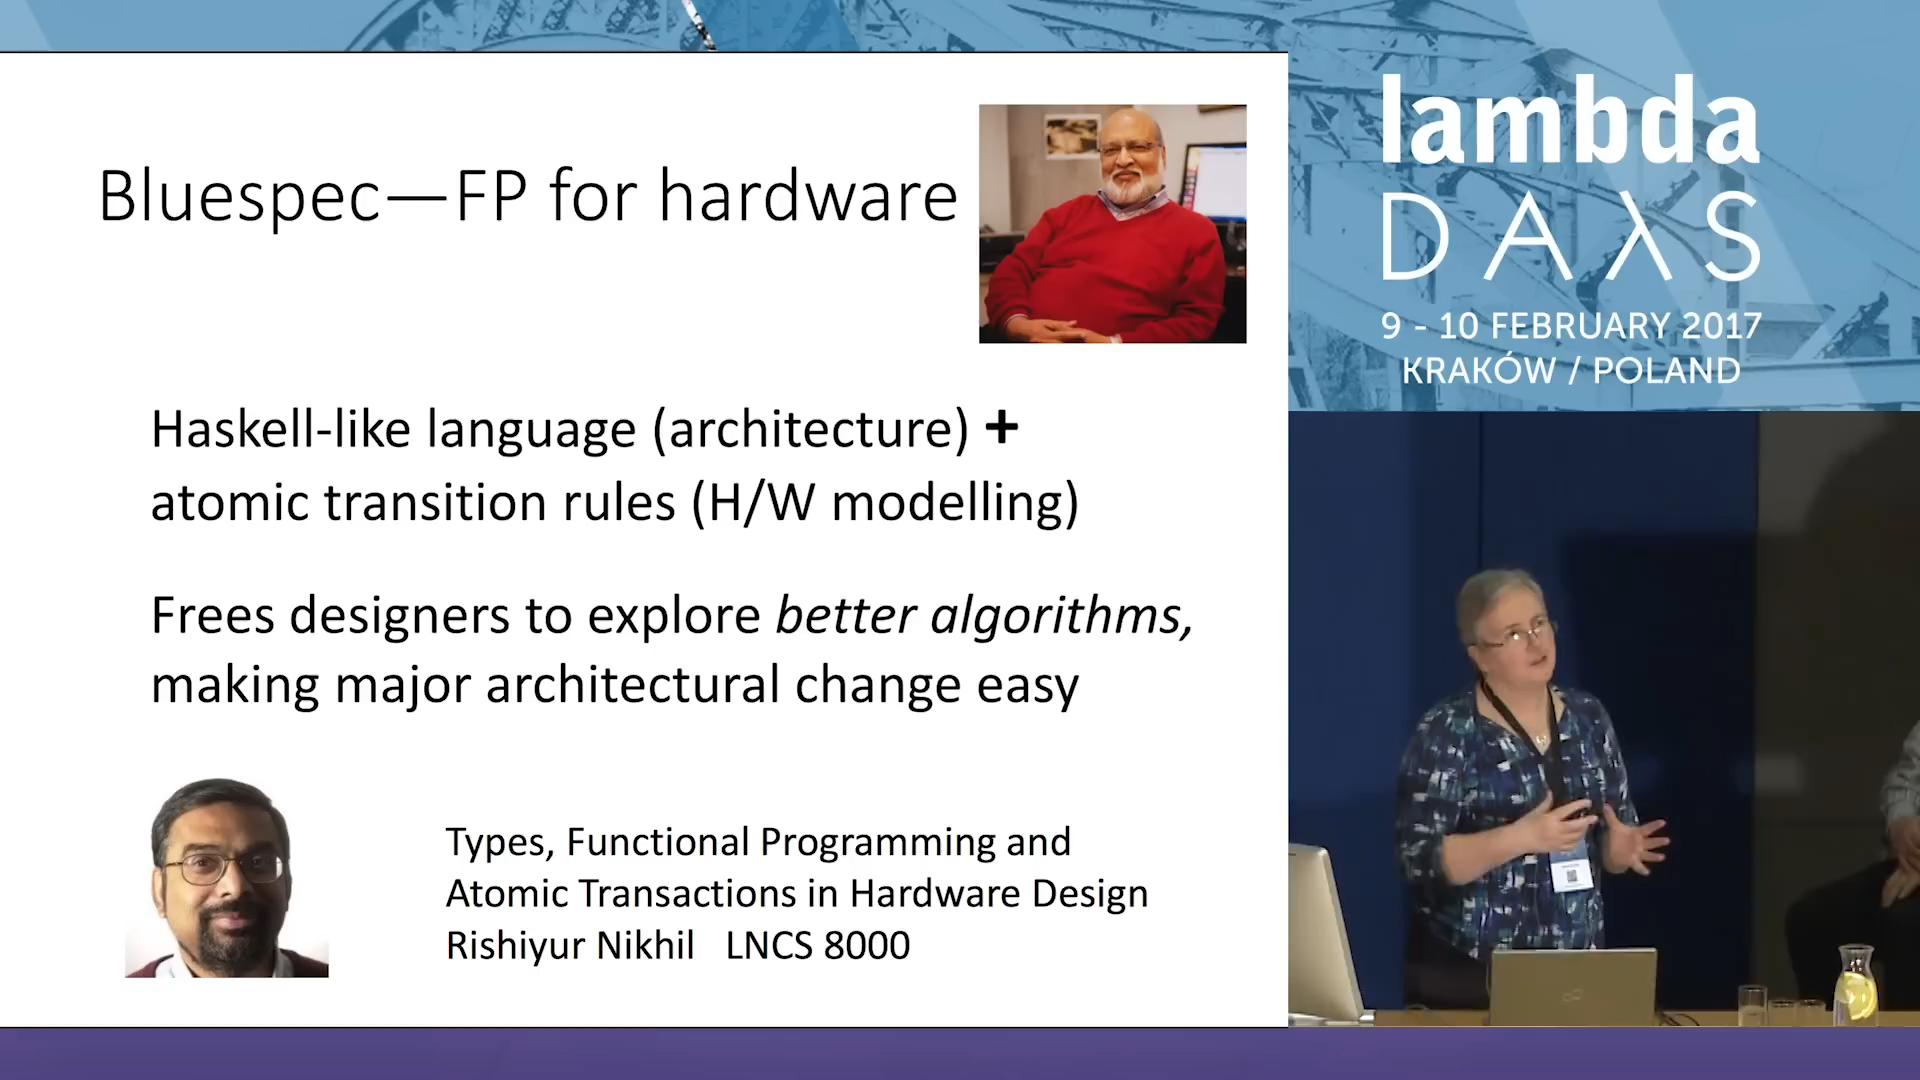 Bluespec—FP for hardware
Haskell-like language (architecture) +
atomic transition rules (H/W modelling)
Frees designers to explore better algorithms,
making major architectural change easy
Types, Functional Programming and
Atomic Transactions in Hardware Design
Rishiyur Nikhil LNCS 8000
lambda
DAλS
9 - 10 FEBRUARY 2017
KRAKÓW / POLAND